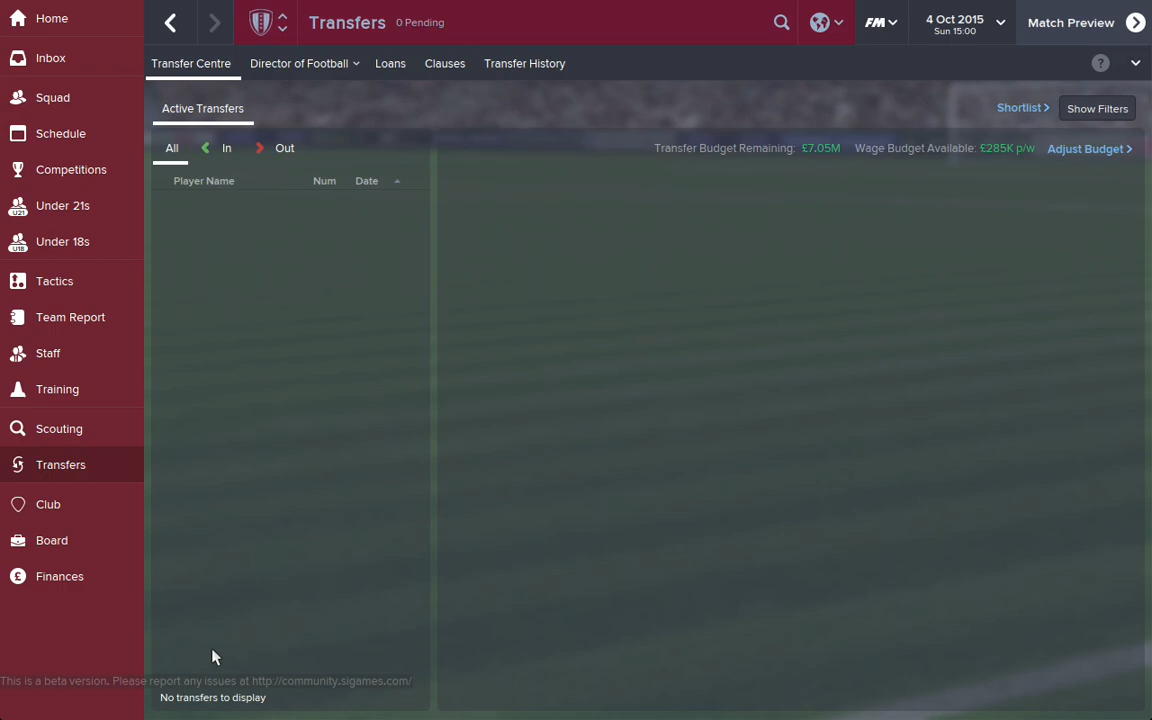 Home
Inbox
Squad
Schedule
Competitions
U21 Under 21s
U18 Under 18s
Tactics
Team Report
Staff
Training
Scouting
Transfers
Club
Board
£ Finances
Transfers 0 Pending
FM
4 Oct 2015
Sun 15:00
Match Preview
Transfer Centre Director of Football Loans Clauses Transfer History ?
Active Transfers
Shortlist > Show Filters
All In Out
Transfer Budget Remaining: £7.05M Wage Budget Available: £285K p/w Adjust Budget >
Player Name Num Date
This is a beta version. Please report any issues at http://community.sigames.com/
No transfers to display